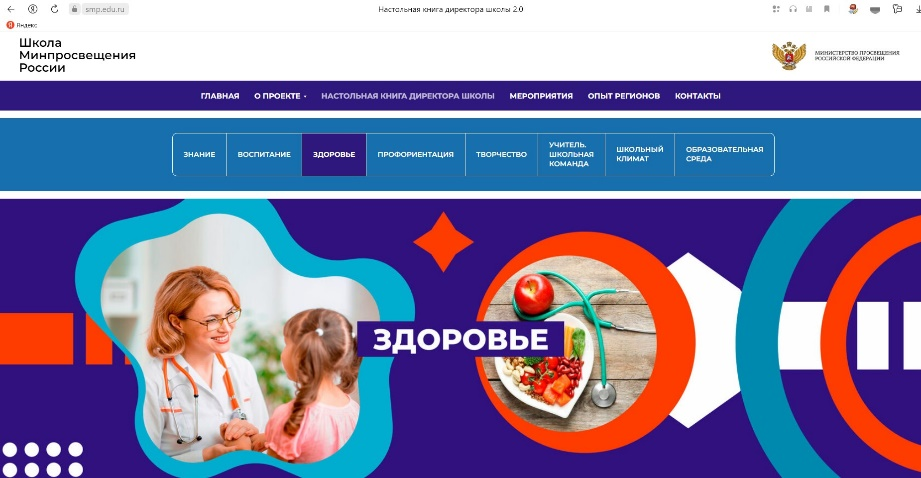 smp.edu.ru
Настольная книга директора школы 2.0
Яндекс
Школа
Минпросвещения
России
МИНИСТЕРСТВО ПРОСВЕЩЕНИЯ
РОССИЙСКОЙ ФЕДЕРАЦИИ
ГЛАВНАЯ О ПРОЕКТЕ НАСТОЛЬНАЯ КНИГА ДИРЕКТОРА ШКОЛЫ МЕРОПРИЯТИЯ ОПЫТ РЕГИОНОВ КОНТАКТЫ
ЗНАНИЕ
ВОСПИТАНИЕ
ЗДОРОВЬЕ
ПРОФОРИЕНТАЦИЯ
ТВОРЧЕСТВО
УЧИТЕЛЬ.
ШКОЛЬНАЯ
КОМАНДА
ШКОЛЬНЫЙ
КЛИМАТ
ОБРАЗОВАТЕЛЬНАЯ
СРЕДА
ЗДОРОВЬЕ